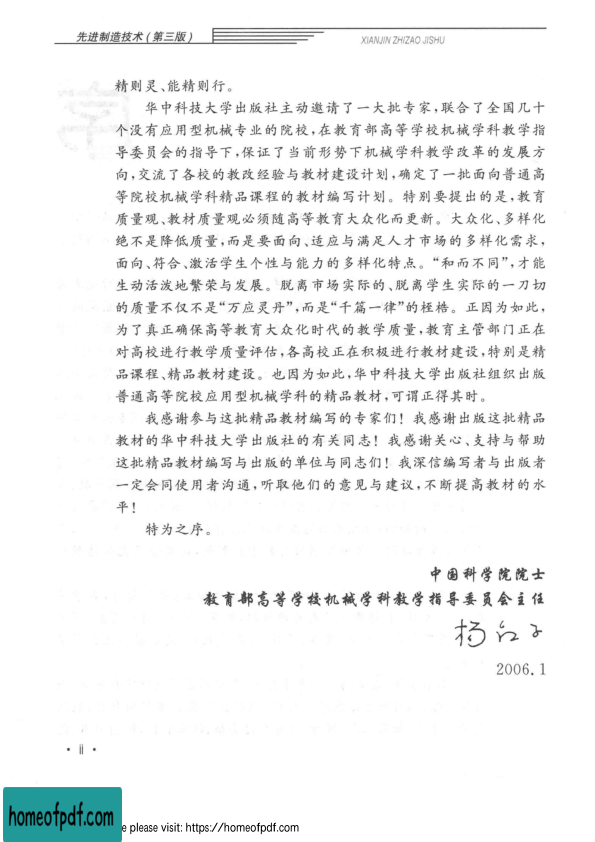 先进制造技术(第三版)
XIANJIN ZHIZAO JISHU
精则灵、能精则行。
华中科技大学出版社主动邀请了一大批专家,联合了全国几十
个没有应用型机械专业的院校,在教育部高等学校机械学科教学指
导委员会的指导下,保证了当前形势下机械学科教学改革的发展方
向,交流了各校的教改经验与教材建设计划,确定了一批面向普通高
等院校机械学科精品课程的教材编写计划。特别要提出的是,教育
质量观、教材质量观必须随高等教育大众化而更新。大众化、多样化
绝不是降低质量,而是要面向、适应与满足人才市场的多样化需求,
面向、符合、激活学生个性与能力的多样化特点。“和而不同”,才能
生动活泼地繁荣与发展。脱离市场实际的、脱离学生实际的一刀切
的质量不仅不是“万应灵丹”,而是“千篇一律”的桎梏。正因为如此,
为了真正确保高等教育大众化时代的教学质量,教育主管部门正在
对高校进行教学质量评估,各高校正在积极进行教材建设,特别是精
品课程、精品教材建设。也因为如此,华中科技大学出版社组织出版
普通高等院校应用型机械学科的精品教材,可谓正得其时。
我感谢参与这批精品教材编写的专家们!我感谢出版这批精品
教材的华中科技大学出版社的有关同志!我感谢关心、支持与帮助
这批精品教材编写与出版的单位与同志们!我深信编写者与出版者
一定会同使用者沟通,听取他们的意见与建议,不断提高教材的水
平!
特为之序。
中国科学院院士
教育部高等学校机械学科教学指导委员会主任
杨叔子
2006.1
· ⅱ ·
homeofpdf.com
e please visit: https://homeofpdf.com